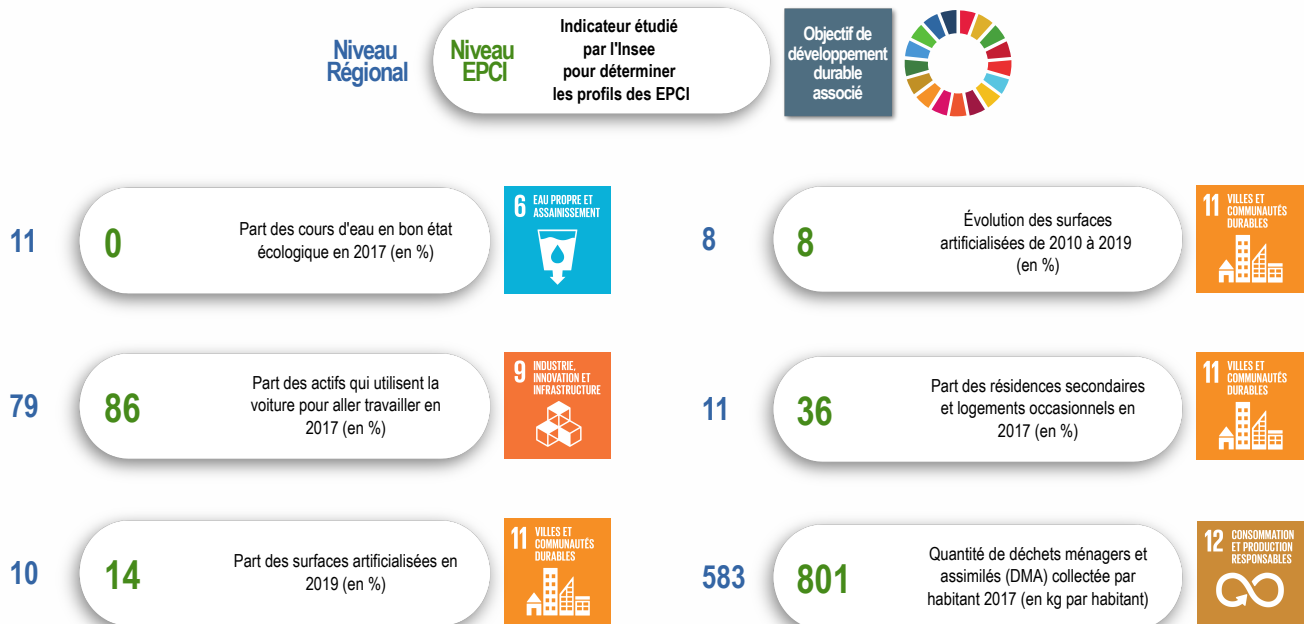 Niveau
Régional
Niveau
EPCI
Indicateur étudié
par l'Insee
pour déterminer
les profils des EPCI
Objectif de
développement
durable
associé
11
0
Part des cours d'eau en bon état
écologique en 2017 (en %)
6 EAU PROPRE ET
ASSAINISSEMENT
8
8
Évolution des surfaces
artificialisées de 2010 à 2019
(en %)
11 VILLES ET
COMMUNAUTÉS
DURABLES
79
86
Part des actifs qui utilisent la
voiture pour aller travailler en
2017 (en %)
9 INDUSTRIE,
INNOVATION ET
INFRASTRUCTURE
11
36
Part des résidences secondaires
et logements occasionnels en
2017 (en %)
11 VILLES ET
COMMUNAUTÉS
DURABLES
10
14
Part des surfaces artificialisées en
2019 (en %)
11 VILLES ET
COMMUNAUTÉS
DURABLES
583
801
Quantité de déchets ménagers et
assimilés (DMA) collectée par
habitant 2017 (en kg par habitant)
12 CONSOMMATION
ET PRODUCTION
RESPONSABLES